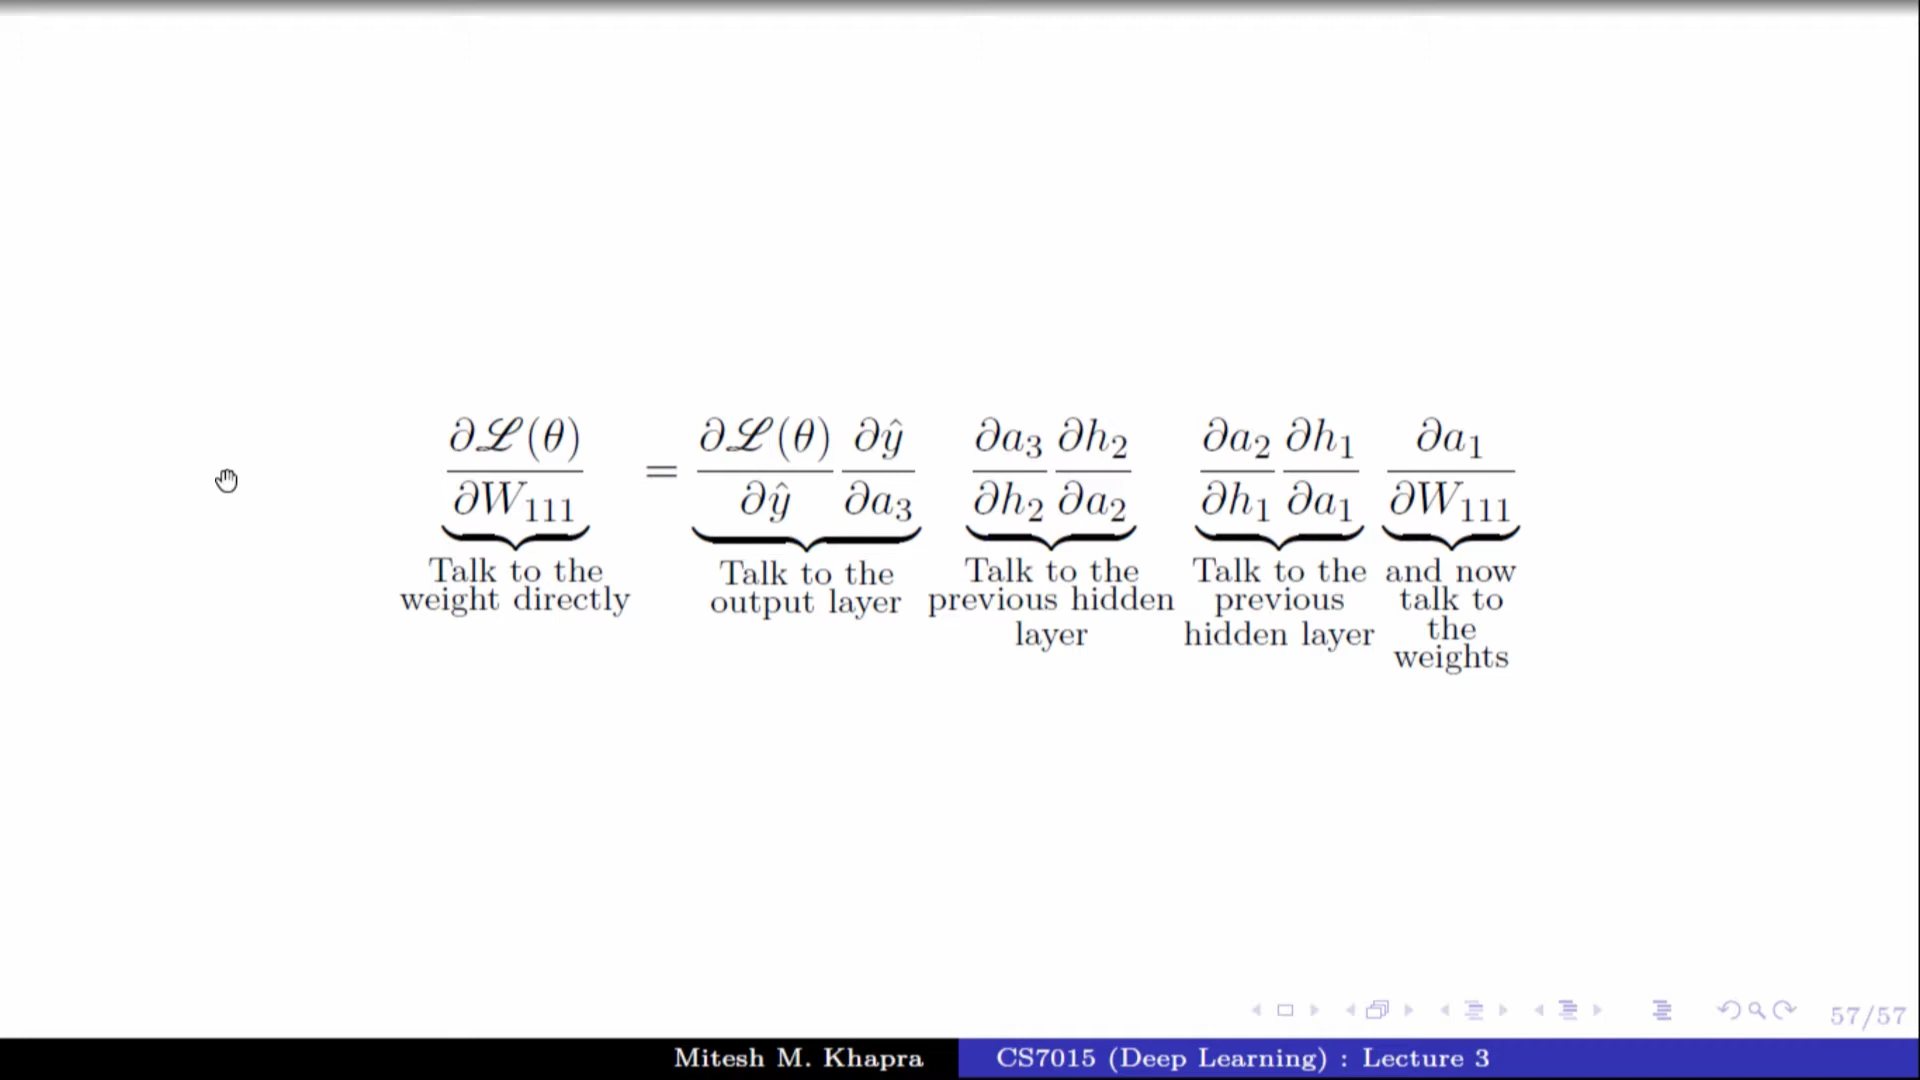 ∂ℒ(θ)/∂W₁₁₁ = ∂ℒ(θ)/∂ŷ ∂ŷ/∂a₃ ∂a₃/∂h₂ ∂h₂/∂a₂ ∂a₂/∂h₁ ∂h₁/∂a₁ ∂a₁/∂W₁₁₁
Talk to the
weight directly
Talk to the
output layer
Talk to the
previous hidden
layer
Talk to the
previous
hidden layer
and now
talk to
the
weights
57/57
Mitesh M. Khapra
CS7015 (Deep Learning) : Lecture 3